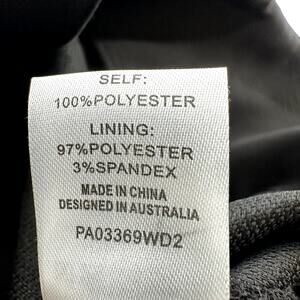 SELF:
100%POLYESTER
LINING:
97%POLYESTER
3%SPANDEX
MADE IN CHINA
DESIGNED IN AUSTRALIA
PA03369WD2